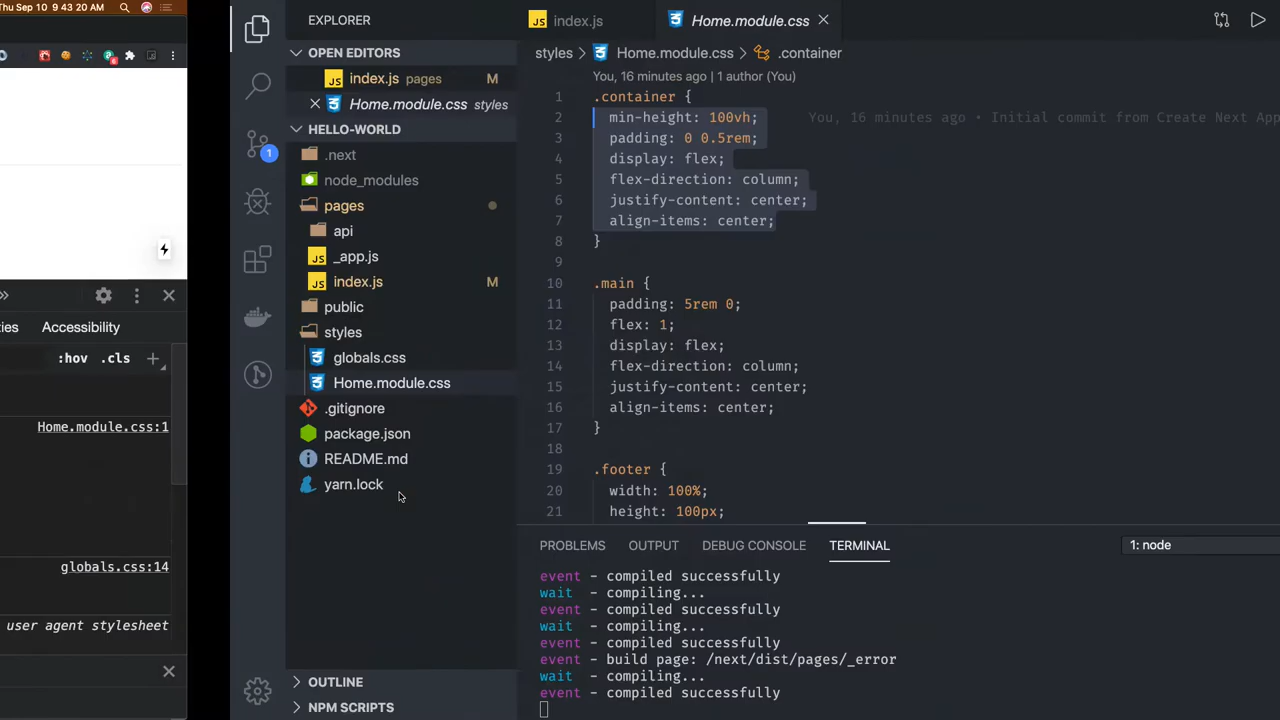 Thu Sep 10 9 43 20 AM
6
»
ties
Accessibility
:hov .cls
Home.module.css:1
globals.css:14
user agent stylesheet
1
EXPLORER
OPEN EDITORS
index.js pages M
Home.module.css styles
HELLO-WORLD
.next
node_modules
pages
api
_app.js
index.js M
public
styles
globals.css
Home.module.css
.gitignore
package.json
README.md
yarn.lock
OUTLINE
NPM SCRIPTS
JS index.js
Home.module.css
styles > Home.module.css > .container
You, 16 minutes ago | 1 author (You)
1 .container {
2 min-height: 100vh; You, 16 minutes ago • Initial commit from Create Next App
3 padding: 0 0.5rem;
4 display: flex;
5 flex-direction: column;
6 justify-content: center;
7 align-items: center;
8 }
9
10 .main {
11 padding: 5rem 0;
12 flex: 1;
13 display: flex;
14 flex-direction: column;
15 justify-content: center;
16 align-items: center;
17 }
18
19 .footer {
20 width: 100%;
21 height: 100px;
PROBLEMS OUTPUT DEBUG CONSOLE TERMINAL 1: node
event - compiled successfully
wait - compiling...
event - compiled successfully
wait - compiling...
event - compiled successfully
event - build page: /next/dist/pages/_error
wait - compiling...
event - compiled successfully